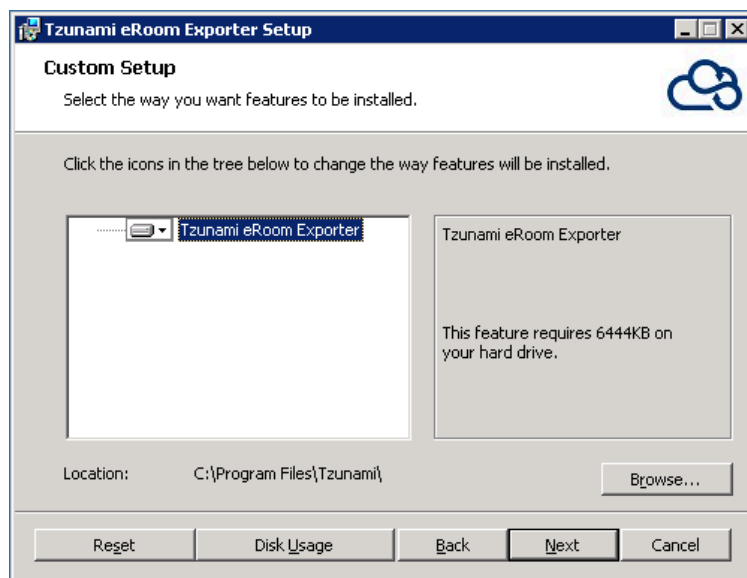 Tzunami eRoom Exporter Setup
Custom Setup
Select the way you want features to be installed.
Click the icons in the tree below to change the way features will be installed.
Tzunami eRoom Exporter
Tzunami eRoom Exporter
This feature requires 6444KB on
your hard drive.
Location: C:\Program Files\Tzunami\
Browse...
Reset Disk Usage Back Next Cancel